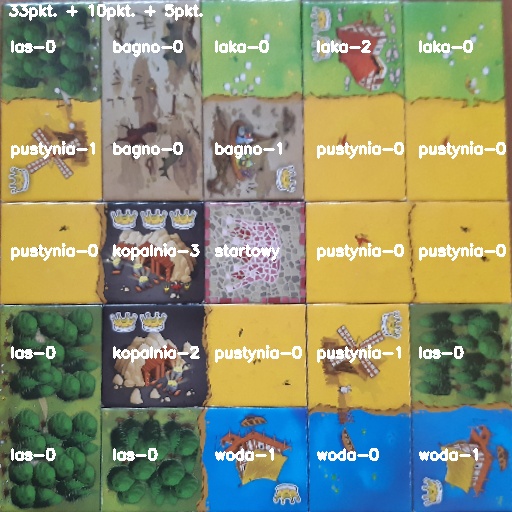 33pkt. + 10pkt. + 5pkt.
las-0 bagno-0 laka-0 laka-2 laka-0
pustynia-1 bagno-0 bagno-1 pustynia-0 pustynia-0
pustynia-0 kopalnia-3 startowy pustynia-0 pustynia-0
las-0 kopalnia-2 pustynia-0 pustynia-1 las-0
las-0 las-0 woda-1 woda-0 woda-1